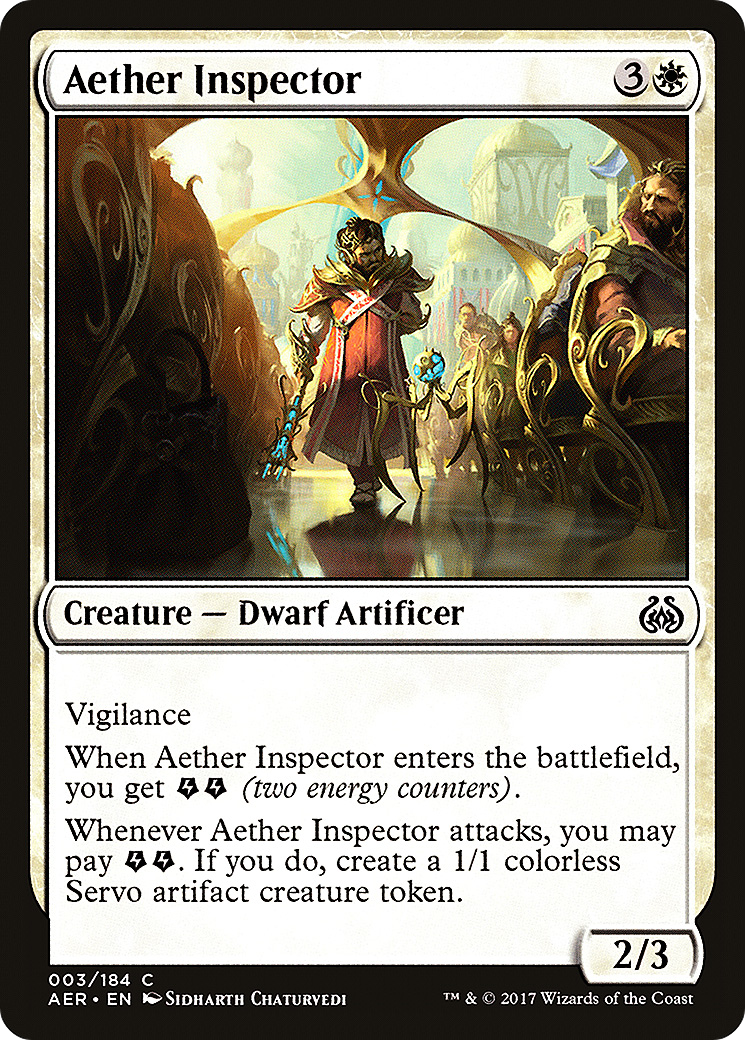 Aether Inspector 3
Creature — Dwarf Artificer
Vigilance
When Aether Inspector enters the battlefield,
you get (two energy counters).
Whenever Aether Inspector attacks, you may
pay . If you do, create a 1/1 colorless
Servo artifact creature token.
2/3
003/184 C
AER • EN Sidharth Chaturvedi ™ & © 2017 Wizards of the Coast